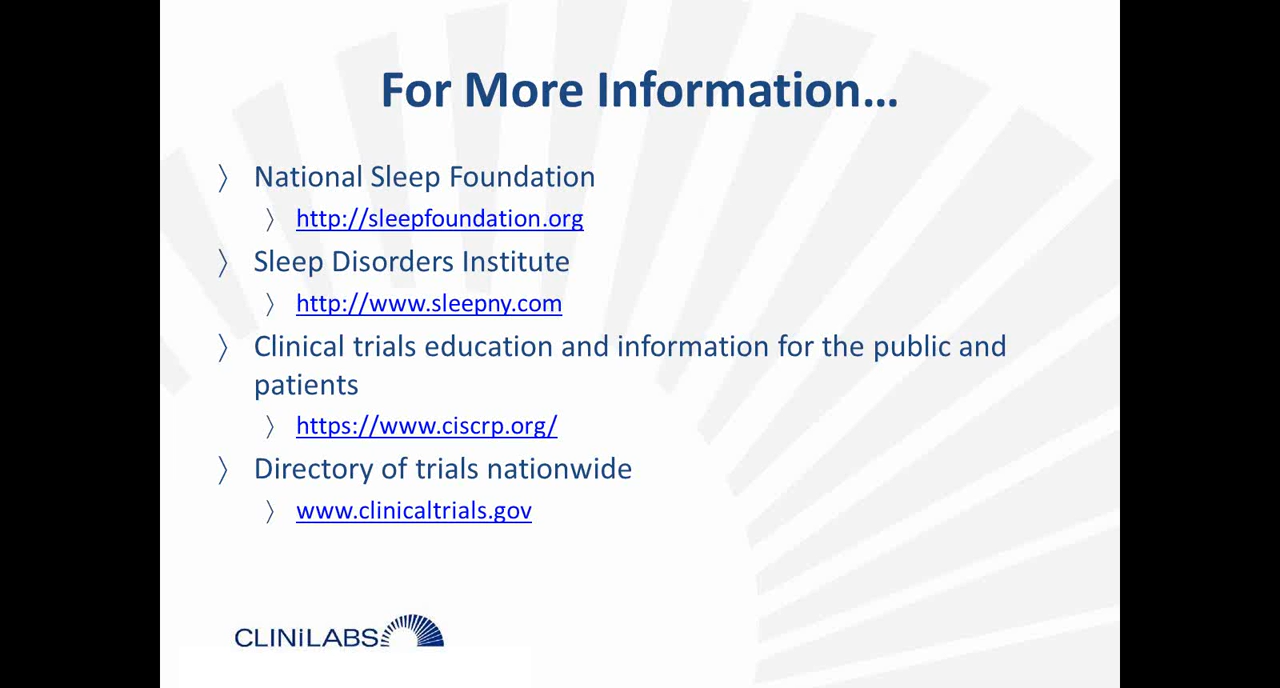 For More Information…
〉 National Sleep Foundation
〉 http://sleepfoundation.org
〉 Sleep Disorders Institute
〉 http://www.sleepny.com
〉 Clinical trials education and information for the public and
patients
〉 https://www.ciscrp.org/
〉 Directory of trials nationwide
〉 www.clinicaltrials.gov
CLINiLABS